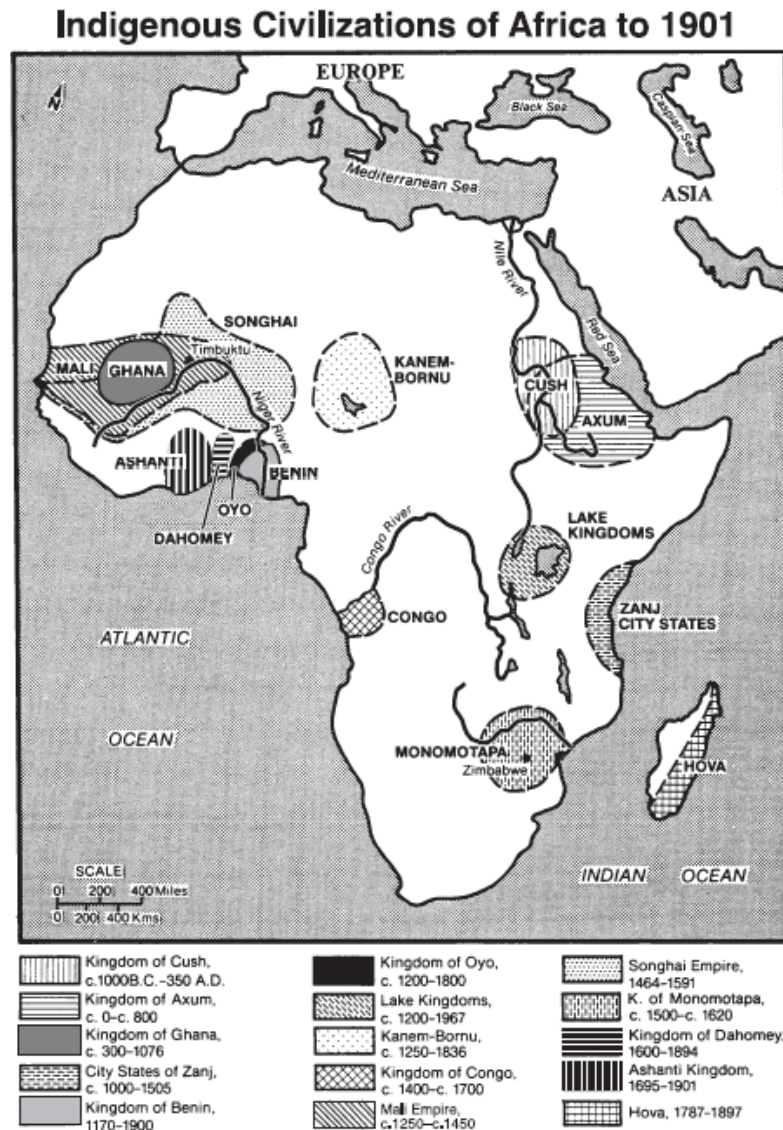 Indigenous Civilizations of Africa to 1901
EUROPE
N
Black Sea
Caspian Sea
Mediterranean Sea
ASIA
Nile River
Red Sea
SONGHAI
Timbuktu
MALI
GHANA
KANEM-
BORNU
CUSH
AXUM
Niger River
ASHANTI
BENIN
OYO
DAHOMEY
LAKE
KINGDOMS
Congo River
ZANJ
CITY STATES
CONGO
ATLANTIC
OCEAN
MONOMOTAPA
Zimbabwe
HOVA
INDIAN OCEAN
SCALE
0 200 400 Miles
0 200 400 Kms.
Kingdom of Cush,
c.1000B.C.–350 A.D.
Kingdom of Axum,
c. 0–c. 800
Kingdom of Ghana,
c. 300–1076
City States of Zanj,
c. 1000–1505
Kingdom of Benin,
1170–1900
Kingdom of Oyo,
c. 1200–1800
Lake Kingdoms,
c. 1200–1967
Kanem-Bornu,
c. 1250–1836
Kingdom of Congo,
c. 1400–c. 1700
Mali Empire,
c.1250–c.1450
Songhai Empire,
1464–1591
K. of Monomotapa,
c. 1500–c. 1620
Kingdom of Dahomey,
1600–1894
Ashanti Kingdom,
1695–1901
Hova, 1787–1897